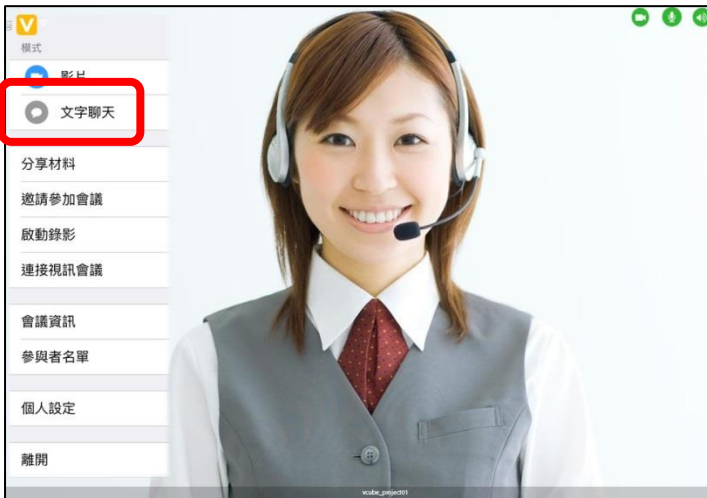 模式
影片
文字聊天
分享材料
邀請參加會議
啟動錄影
連接視訊會議
會議資訊
參與者名單
個人設定
離開
vcube_project01